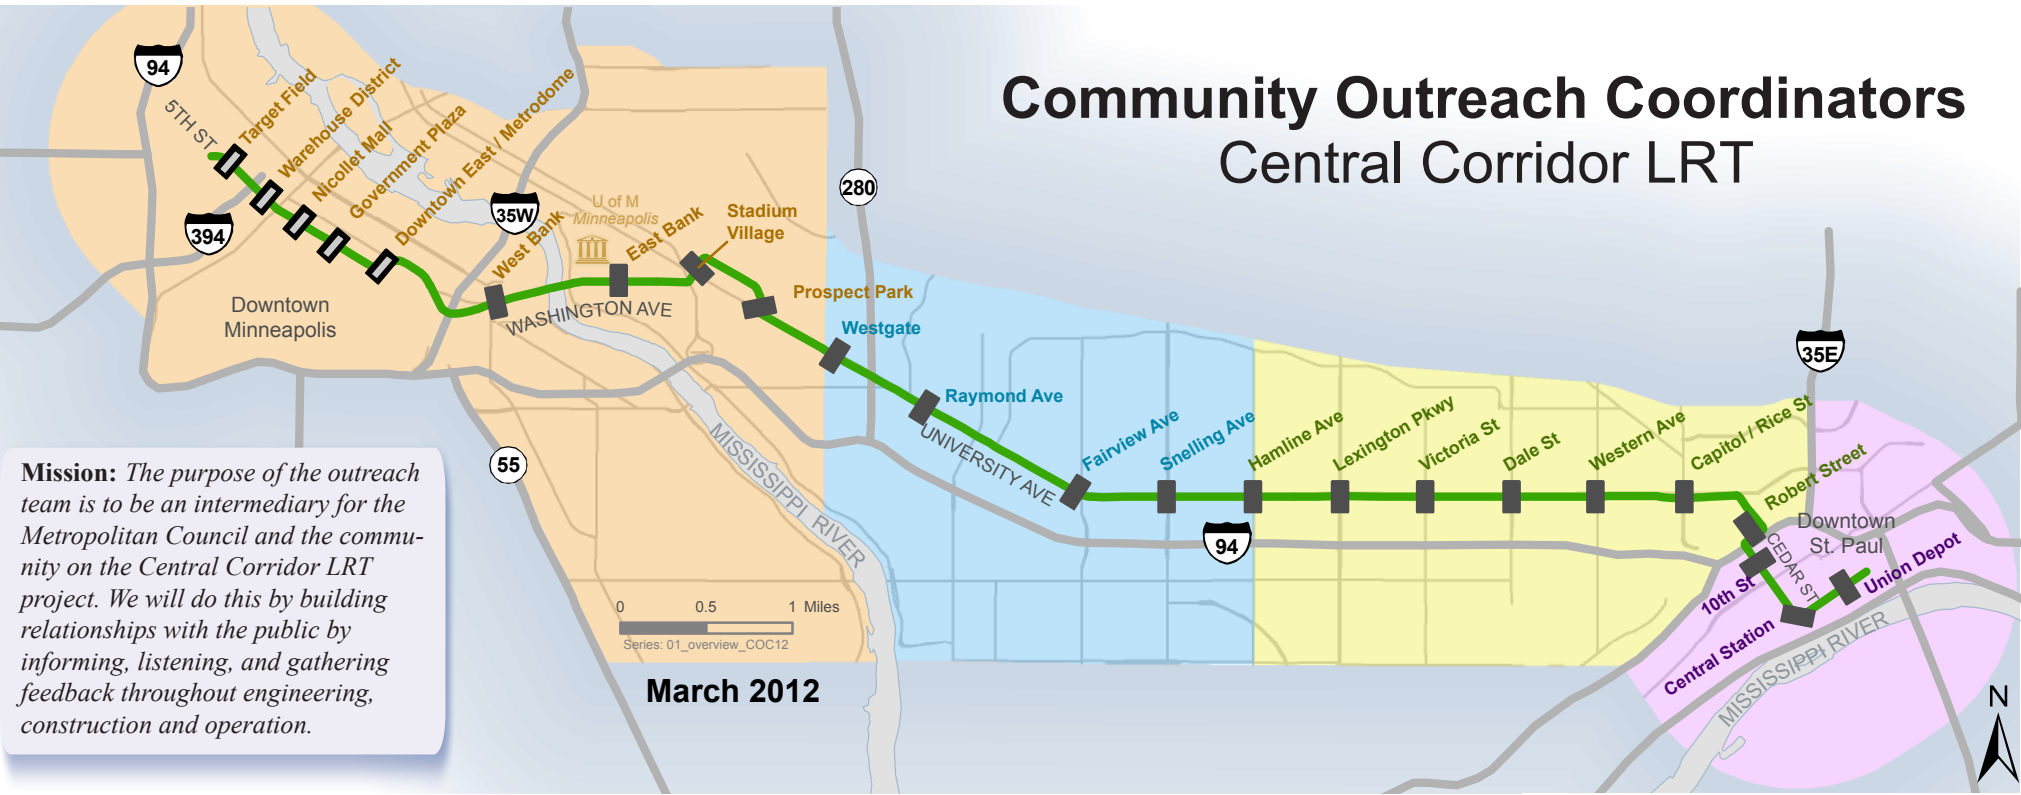 Community Outreach Coordinators
Central Corridor LRT
94
5TH ST
Target Field
Warehouse District
Nicollet Mall
Government Plaza
Downtown East / Metrodome
394
35W
West Bank
U of M
Minneapolis
East Bank
Stadium
Village
280
Prospect Park
Downtown
Minneapolis
WASHINGTON AVE
Westgate
Raymond Ave
UNIVERSITY AVE
Fairview Ave
Snelling Ave
Hamline Ave
Lexington Pkwy
Victoria St
Dale St
Western Ave
Capitol / Rice St
35E
Robert Street
Downtown
St. Paul
CEDAR ST
10th St
Union Depot
Central Station
MISSISSIPPI RIVER
94
55
MISSISSIPPI RIVER
Mission: The purpose of the outreach
team is to be an intermediary for the
Metropolitan Council and the commu-
nity on the Central Corridor LRT
project. We will do this by building
relationships with the public by
informing, listening, and gathering
feedback throughout engineering,
construction and operation.
0 0.5 1 Miles
Series: 01_overview_COC12
March 2012
N